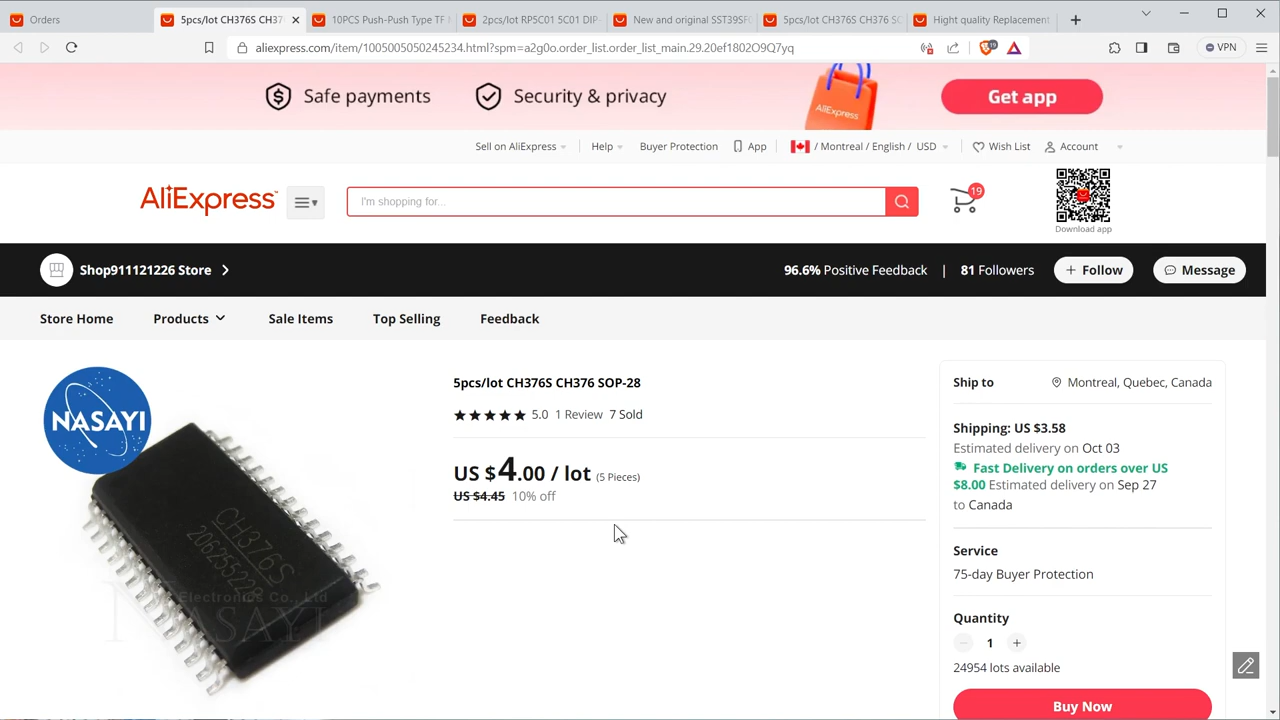 Orders
5pcs/lot CH376S CH37
10PCS Push-Push Type TF
2pcs/lot RP5C01 5C01 DIP-
New and original SST39SF0
5pcs/lot CH376S CH376 SO
Hight quality Replacement
aliexpress.com/item/1005005050245234.html?spm=a2g0o.order_list.order_list_main.29.20ef1802O9Q7yq
19
VPN
Safe payments
Security & privacy
AliExpress
Get app
Sell on AliExpress
Help
Buyer Protection
App
/ Montreal / English / USD
Wish List
Account
AliExpress
I'm shopping for...
19
Download app
Shop911121226 Store
96.6% Positive Feedback
|
81 Followers
+ Follow
Message
Store Home
Products
Sale Items
Top Selling
Feedback
NASAYI
CH376S
NASAYI
5pcs/lot CH376S CH376 SOP-28
5.0 1 Review 7 Sold
US $4.00 / lot (5 Pieces)
US $4.45 10% off
Ship to
Montreal, Quebec, Canada
Shipping: US $3.58
Estimated delivery on Oct 03
Fast Delivery on orders over US
$8.00 Estimated delivery on Sep 27
to Canada
Service
75-day Buyer Protection
Quantity
1
24954 lots available
Buy Now